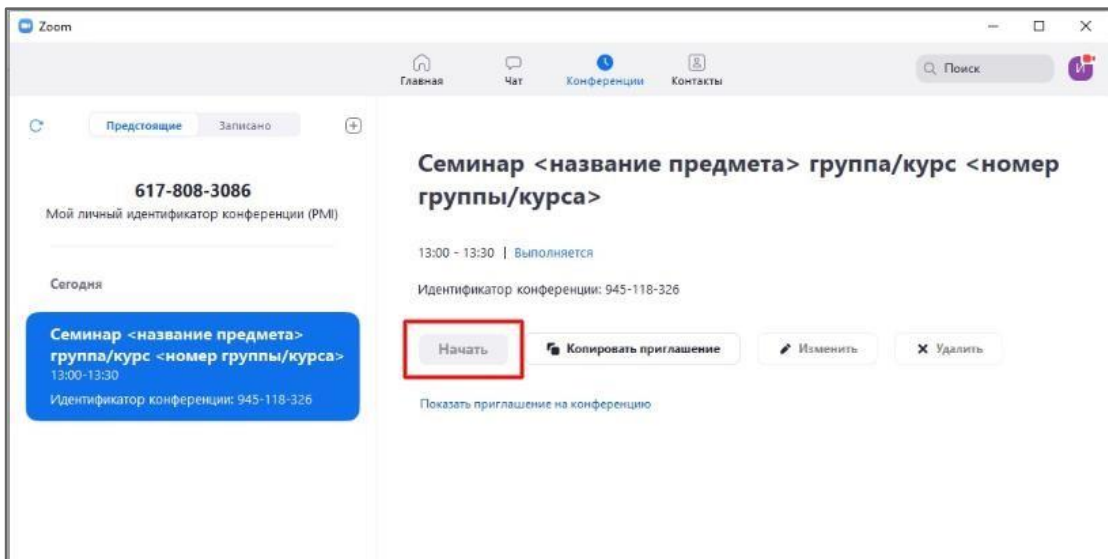 Zoom
Главная
Чат
Конференции
Контакты
Поиск
И
Предстоящие
Записано
617-808-3086
Мой личный идентификатор конференции (PMI)
Сегодня
Семинар <название предмета>
группа/курс <номер группы/курса>
13:00-13:30
Идентификатор конференции: 945-118-326
Семинар <название предмета> группа/курс <номер
группы/курса>
13:00 - 13:30 | Выполняется
Идентификатор конференции: 945-118-326
Начать
Копировать приглашение
Изменить
Удалить
Показать приглашение на конференцию